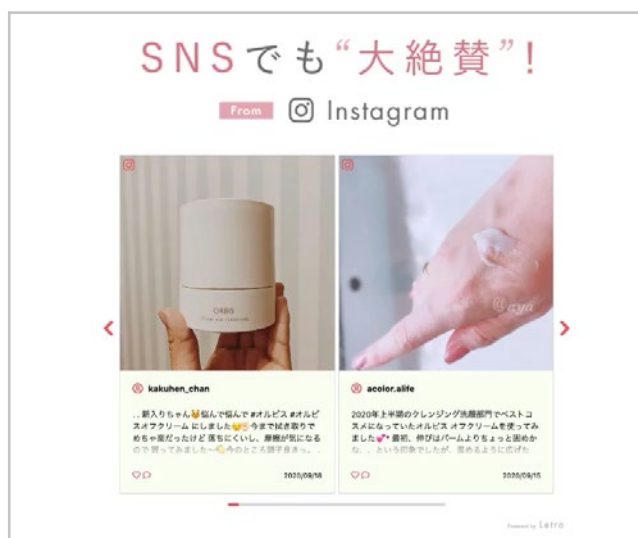 SNSでも“大絶賛”!
From Instagram
ORBIS
@aya
kakuhen_chan
. . 新入りちゃん🐱悩んで悩んで #オルビス #オルビ
スオフクリーム にしました
今まで拭き取りで
めちゃ楽だったけど 落ちにくいし、摩擦が気になる
ので 買ってみました〜
今のところ調子良きっ。 .
2020/09/18
acolor.alife
2020年上半期のクレンジング洗顔部門でベストコ
スメになっていたオルビス オフクリームを使ってみ
ました💕 最初、伸びはバームよりちょっと固めか
な、、という印象でしたが、温めるように広げた
2020/09/15
Powered by Letro